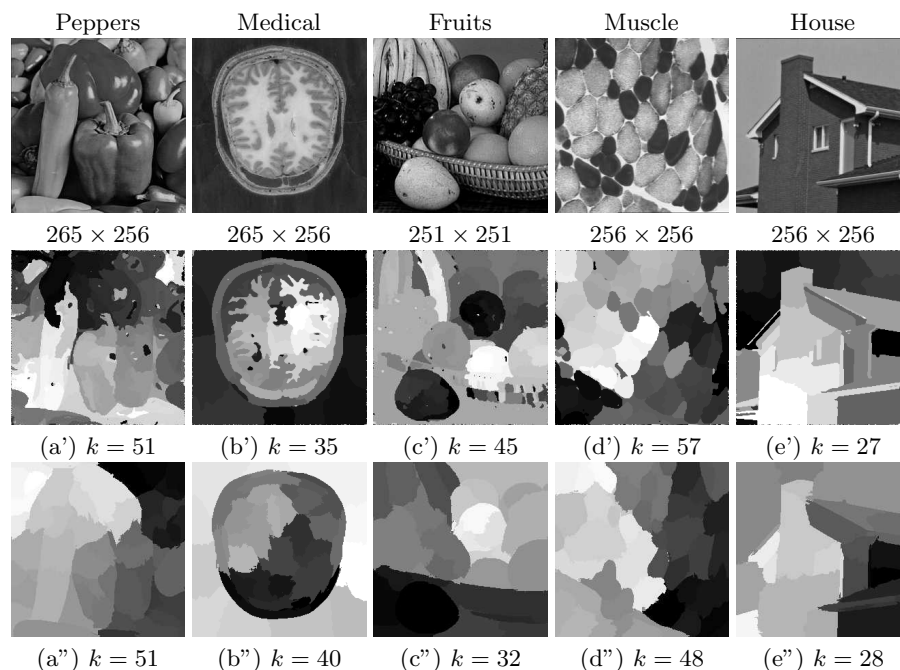 Peppers Medical Fruits Muscle House
265 × 256 265 × 256 251 × 251 256 × 256 256 × 256
(a') k = 51 (b') k = 35 (c') k = 45 (d') k = 57 (e') k = 27
(a") k = 51 (b") k = 40 (c") k = 32 (d") k = 48 (e") k = 28